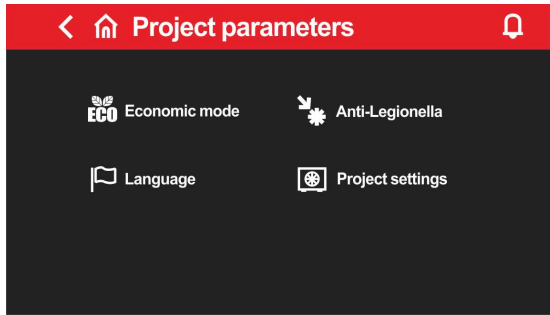 Project parameters
ECO Economic mode
Anti-Legionella
Language
Project settings